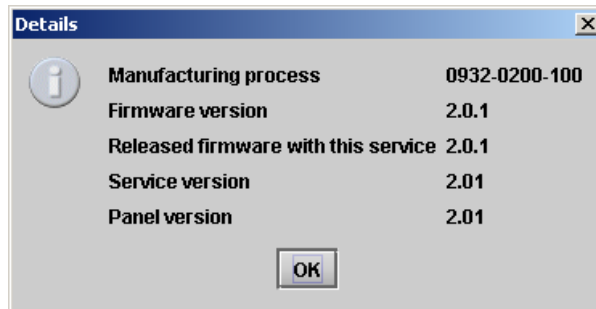 Details
Manufacturing process 0932-0200-100
Firmware version 2.0.1
Released firmware with this service 2.0.1
Service version 2.01
Panel version 2.01
OK